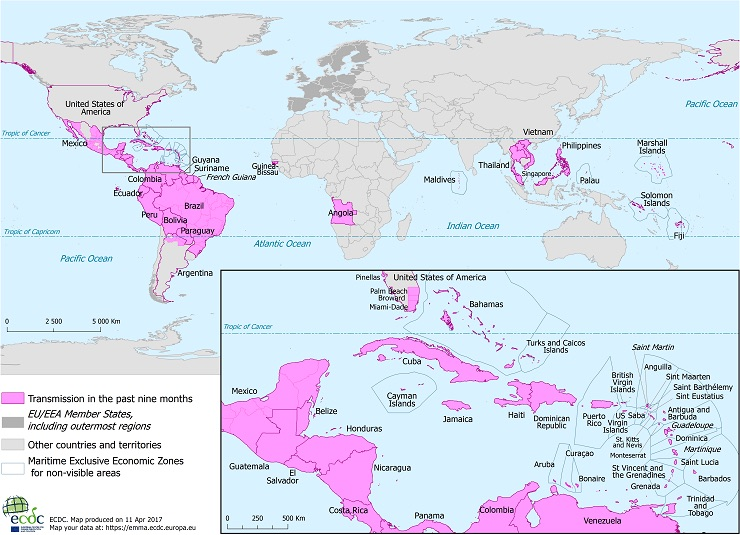 Pacific Ocean
United States of
America
Tropic of Cancer
Mexico
Guyana
Suriname
French Guiana
Colombia
Ecuador
Peru
Brazil
Bolivia
Paraguay
Tropic of Capricorn
Pacific Ocean
Argentina
Atlantic Ocean
Guinea-
Bissau
Angola
Maldives
Indian Ocean
Vietnam
Thailand
Philippines
Singapore
Palau
Marshall
Islands
Solomon
Islands
Fiji
0 2 500 5 000 Km
Pinellas
United States of America
Palm Beach
Broward
Miami-Dade
Bahamas
Tropic of Cancer
Turks and Caicos
Islands
Cuba
Cayman
Islands
Mexico
Belize
Jamaica
Haiti
Dominican
Republic
Puerto
Rico
Honduras
Guatemala
El
Salvador
Nicaragua
Costa Rica
Panama
Colombia
Venezuela
Aruba
Curaçao
Bonaire
Saint Martin
Anguilla
British
Virgin
Islands
Sint Maarten
Saint Barthélemy
Sint Eustatius
US
Virgin
Islands
Saba
Antigua and
Barbuda
St. Kitts
and Nevis
Guadeloupe
Montserrat
Dominica
Martinique
St Vincent and
the Grenadines
Saint Lucia
Grenada
Barbados
Trinidad
and
Tobago
0 250 500 Km
Transmission in the past nine months
EU/EEA Member States,
including outermost regions
Other countries and territories
Maritime Exclusive Economic Zones
for non-visible areas
ecdc
ECDC. Map produced on 11 Apr 2017
Map your data at: https://emma.ecdc.europa.eu